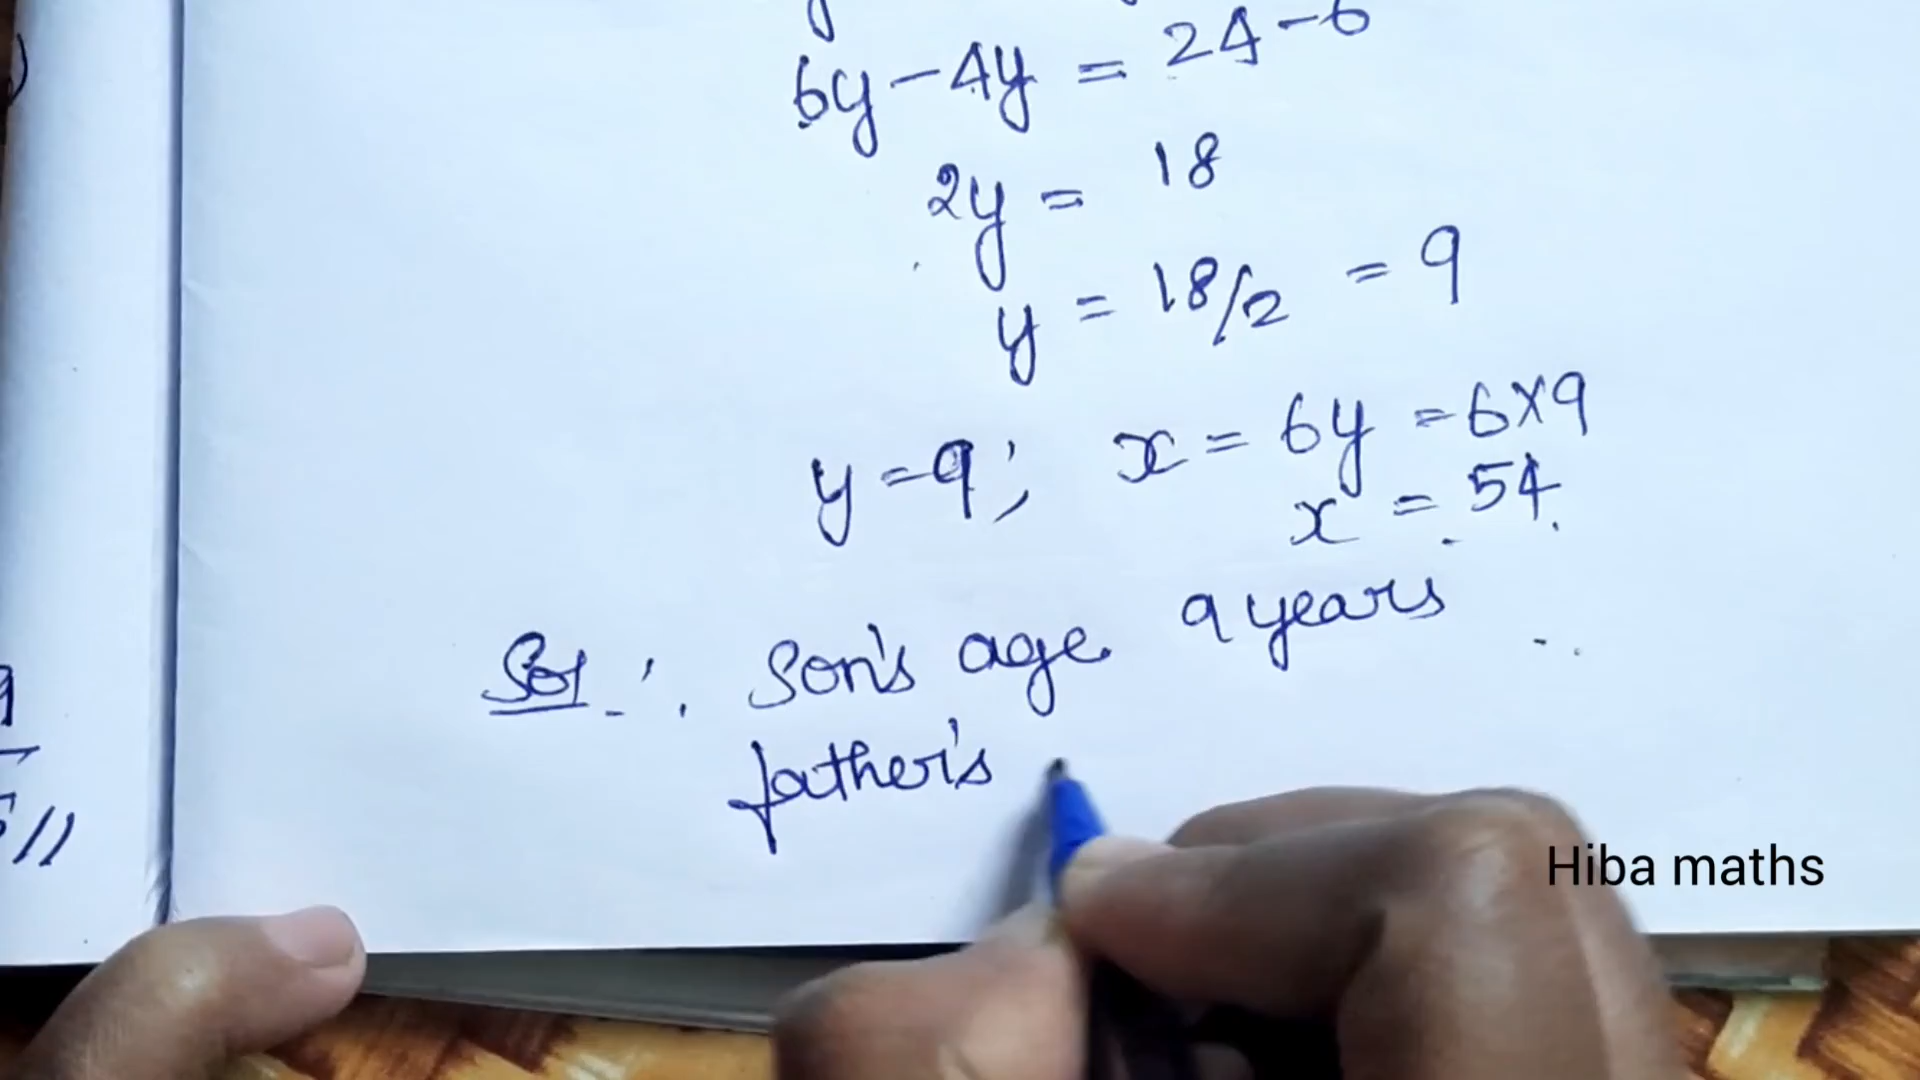 6y - 4y = 24 - 6
2y = 18
y = 18/2 = 9
y = 9; x = 6y = 6×9
x = 54.
Sol: Son's age 9 years
father's
Hiba maths